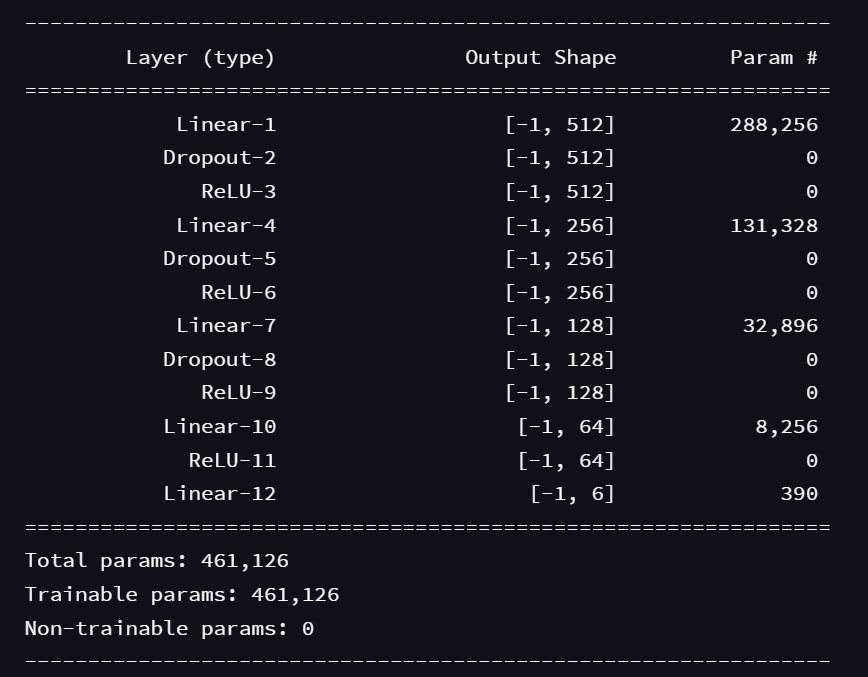 ----------------------------------------------------------------
Layer (type) Output Shape Param #
================================================================
Linear-1 [-1, 512] 288,256
Dropout-2 [-1, 512] 0
ReLU-3 [-1, 512] 0
Linear-4 [-1, 256] 131,328
Dropout-5 [-1, 256] 0
ReLU-6 [-1, 256] 0
Linear-7 [-1, 128] 32,896
Dropout-8 [-1, 128] 0
ReLU-9 [-1, 128] 0
Linear-10 [-1, 64] 8,256
ReLU-11 [-1, 64] 0
Linear-12 [-1, 6] 390
================================================================
Total params: 461,126
Trainable params: 461,126
Non-trainable params: 0
----------------------------------------------------------------